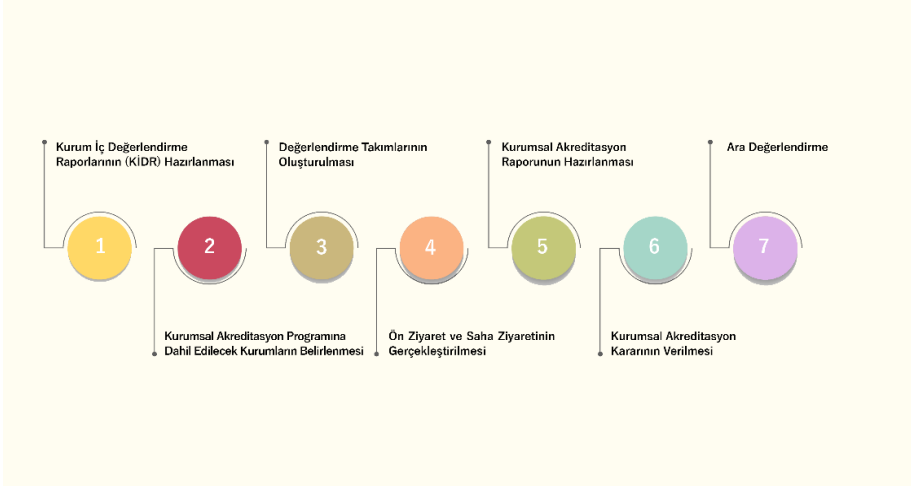 Kurum İç Değerlendirme
Raporlarının (KİDR) Hazırlanması
Değerlendirme Takımlarının
Oluşturulması
Kurumsal Akreditasyon
Raporunun Hazırlanması
Ara Değerlendirme
1
2
3
4
5
6
7
Kurumsal Akreditasyon Programına
Dahil Edilecek Kurumların Belirlenmesi
Ön Ziyaret ve Saha Ziyaretinin
Gerçekleştirilmesi
Kurumsal Akreditasyon
Kararının Verilmesi